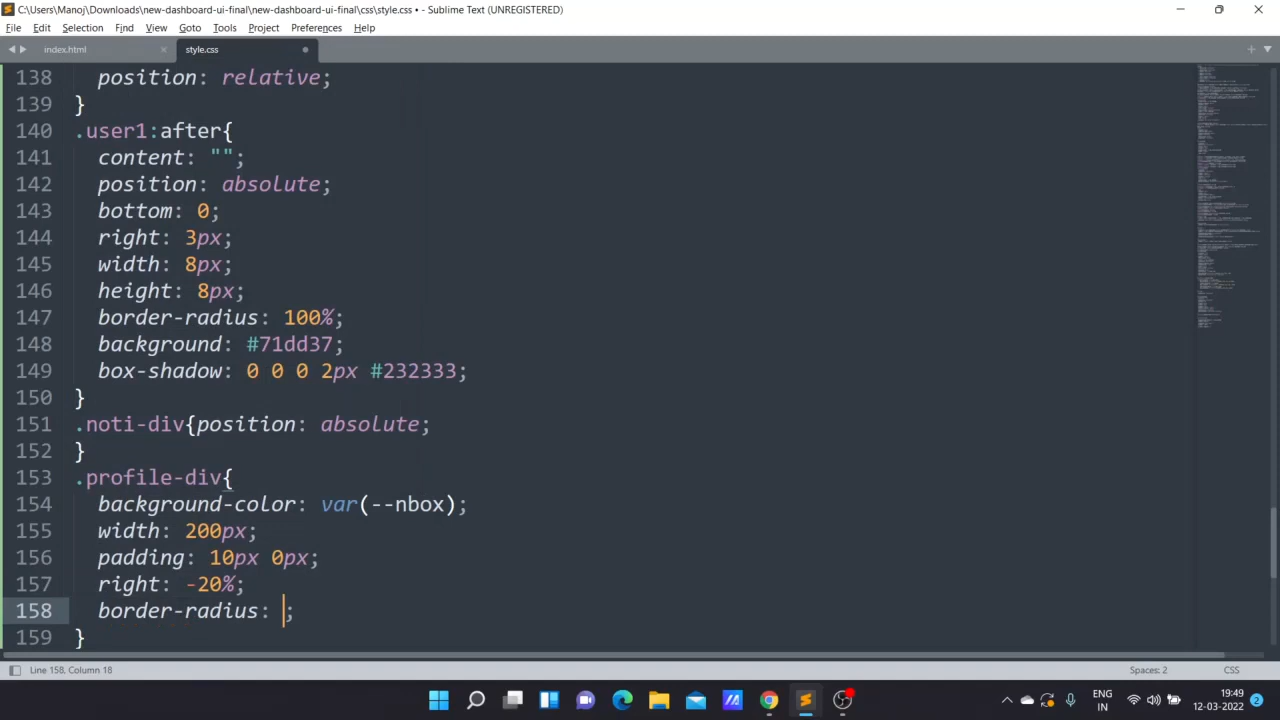 C:\Users\Manoj\Downloads\new-dashboard-ui-final\new-dashboard-ui-final\css\style.css • - Sublime Text (UNREGISTERED)
File Edit Selection Find View Goto Tools Project Preferences Help
index.html style.css
138 position: relative;
139 }
140 .user1:after{
141 content: "";
142 position: absolute;
143 bottom: 0;
144 right: 3px;
145 width: 8px;
146 height: 8px;
147 border-radius: 100%;
148 background: #71dd37;
149 box-shadow: 0 0 0 2px #232333;
150 }
151 .noti-div{position: absolute;
152 }
153 .profile-div{
154 background-color: var(--nbox);
155 width: 200px;
156 padding: 10px 0px;
157 right: -20%;
158 border-radius: ;
159 }
Line 158, Column 18 Spaces: 2 CSS
ENG 19:49
IN 12-03-2022 2